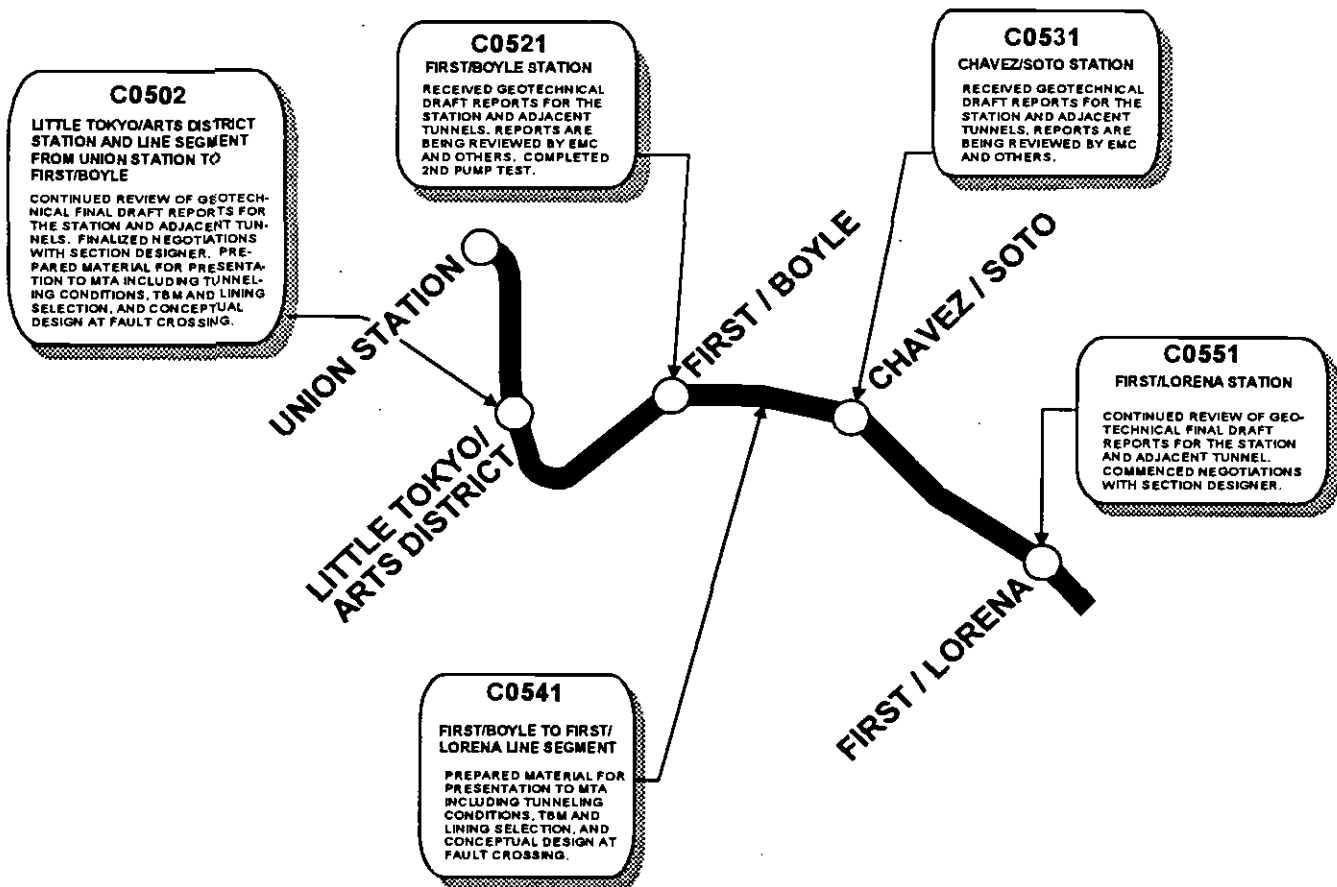 C0502
LITTLE TOKYO/ARTS DISTRICT
STATION AND LINE SEGMENT
FROM UNION STATION TO
FIRST/BOYLE
CONTINUED REVIEW OF GEOTECH-
NICAL FINAL DRAFT REPORTS FOR
THE STATION AND ADJACENT TUN-
NELS. FINALIZED NEGOTIATIONS
WITH SECTION DESIGNER. PRE-
PARED MATERIAL FOR PRESENTA-
TION TO MTA INCLUDING TUNNEL-
ING CONDITIONS, TBM AND LINING
SELECTION, AND CONCEPTUAL
DESIGN AT FAULT CROSSING.
C0521
FIRST/BOYLE STATION
RECEIVED GEOTECHNICAL
DRAFT REPORTS FOR THE
STATION AND ADJACENT
TUNNELS. REPORTS ARE
BEING REVIEWED BY EMC
AND OTHERS. COMPLETED
2ND PUMP TEST.
C0531
CHAVEZ/SOTO STATION
RECEIVED GEOTECHNICAL
DRAFT REPORTS FOR THE
STATION AND ADJACENT
TUNNELS. REPORTS ARE
BEING REVIEWED BY EMC
AND OTHERS.
UNION STATION
LITTLE TOKYO/
ARTS DISTRICT
FIRST / BOYLE
CHAVEZ / SOTO
FIRST / LORENA
C0551
FIRST/LORENA STATION
CONTINUED REVIEW OF GEO-
TECHNICAL FINAL DRAFT
REPORTS FOR THE STATION
AND ADJACENT TUNNEL.
COMMENCED NEGOTIATIONS
WITH SECTION DESIGNER.
C0541
FIRST/BOYLE TO FIRST/
LORENA LINE SEGMENT
PREPARED MATERIAL FOR
PRESENTATION TO MTA
INCLUDING TUNNELING
CONDITIONS, TBM AND
LINING SELECTION, AND
CONCEPTUAL DESIGN AT
FAULT CROSSING.